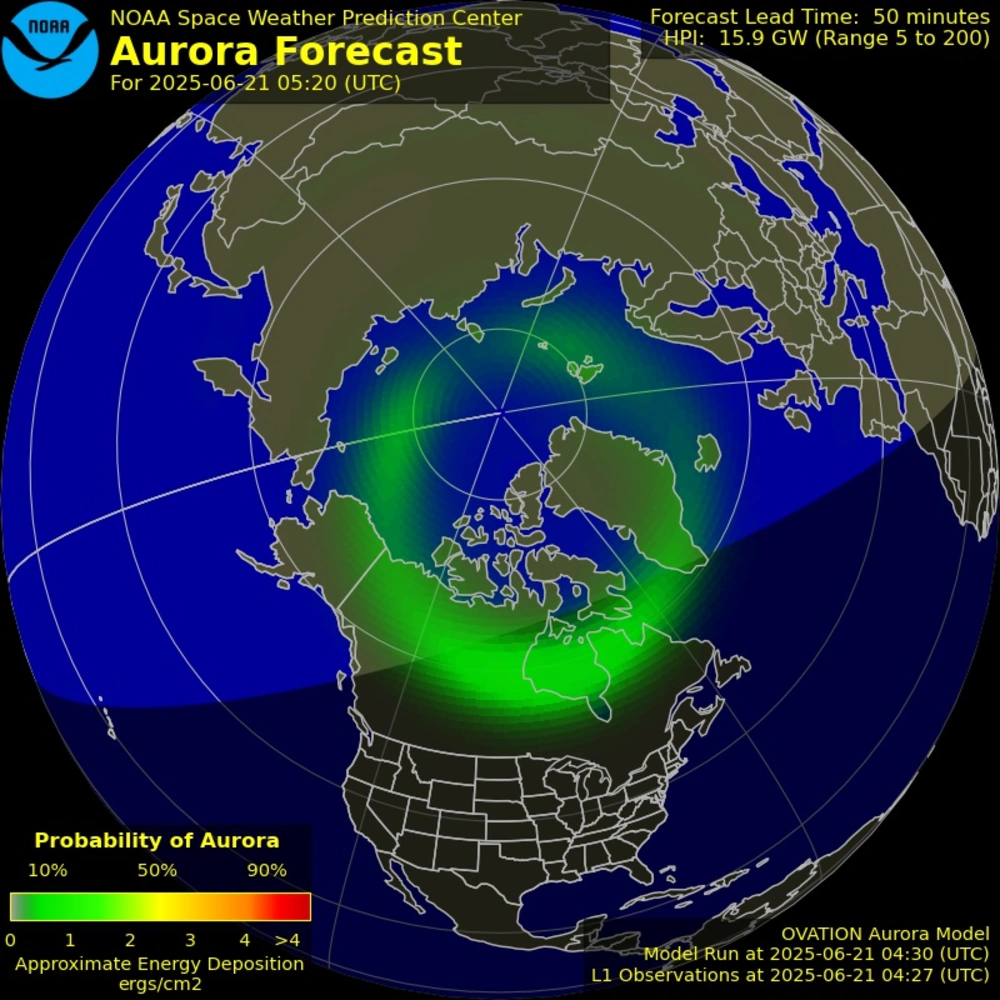 NOAA
NOAA Space Weather Prediction Center
Aurora Forecast
For 2025-06-21 05:20 (UTC)
Forecast Lead Time: 50 minutes
HPI: 15.9 GW (Range 5 to 200)
Probability of Aurora
10% 50% 90%
0 1 2 3 4 >4
Approximate Energy Deposition
ergs/cm2
OVATION Aurora Model
Model Run at 2025-06-21 04:30 (UTC)
L1 Observations at 2025-06-21 04:27 (UTC)